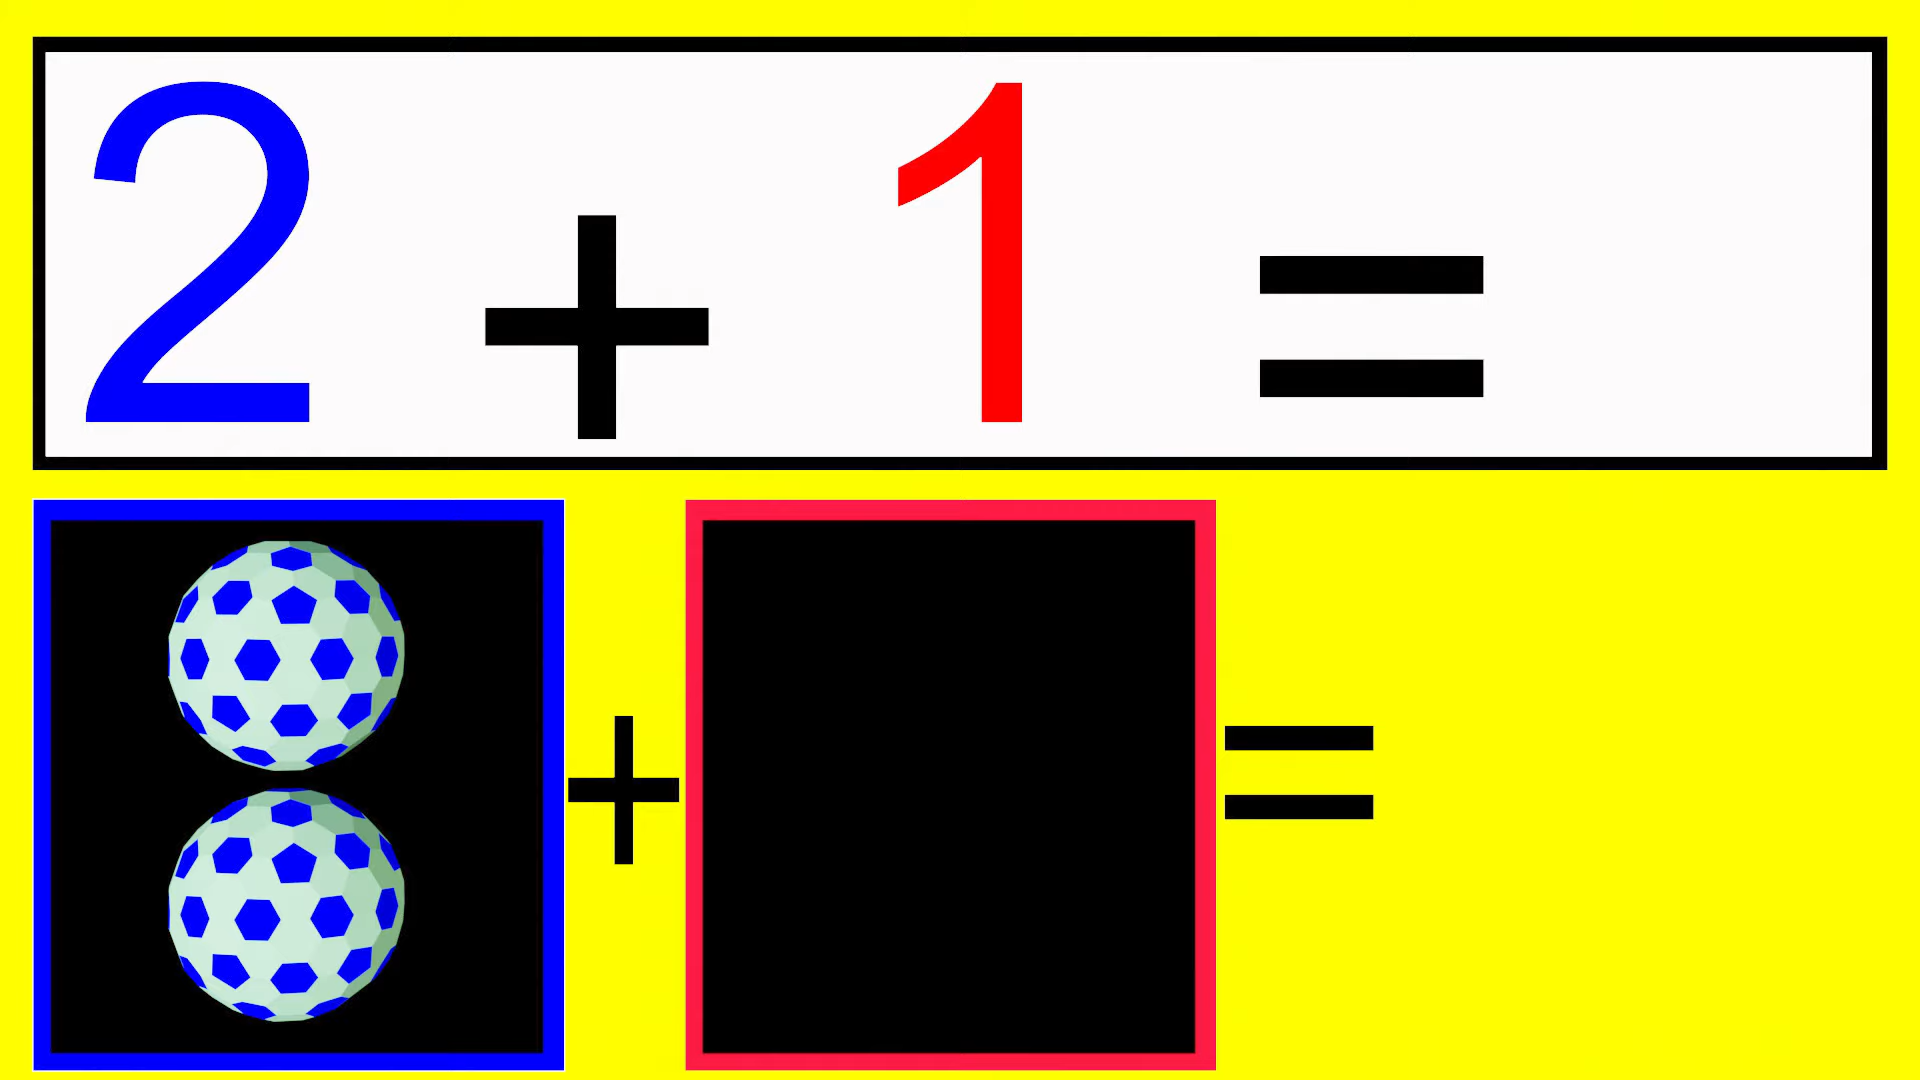 2 + 1 =
+ =